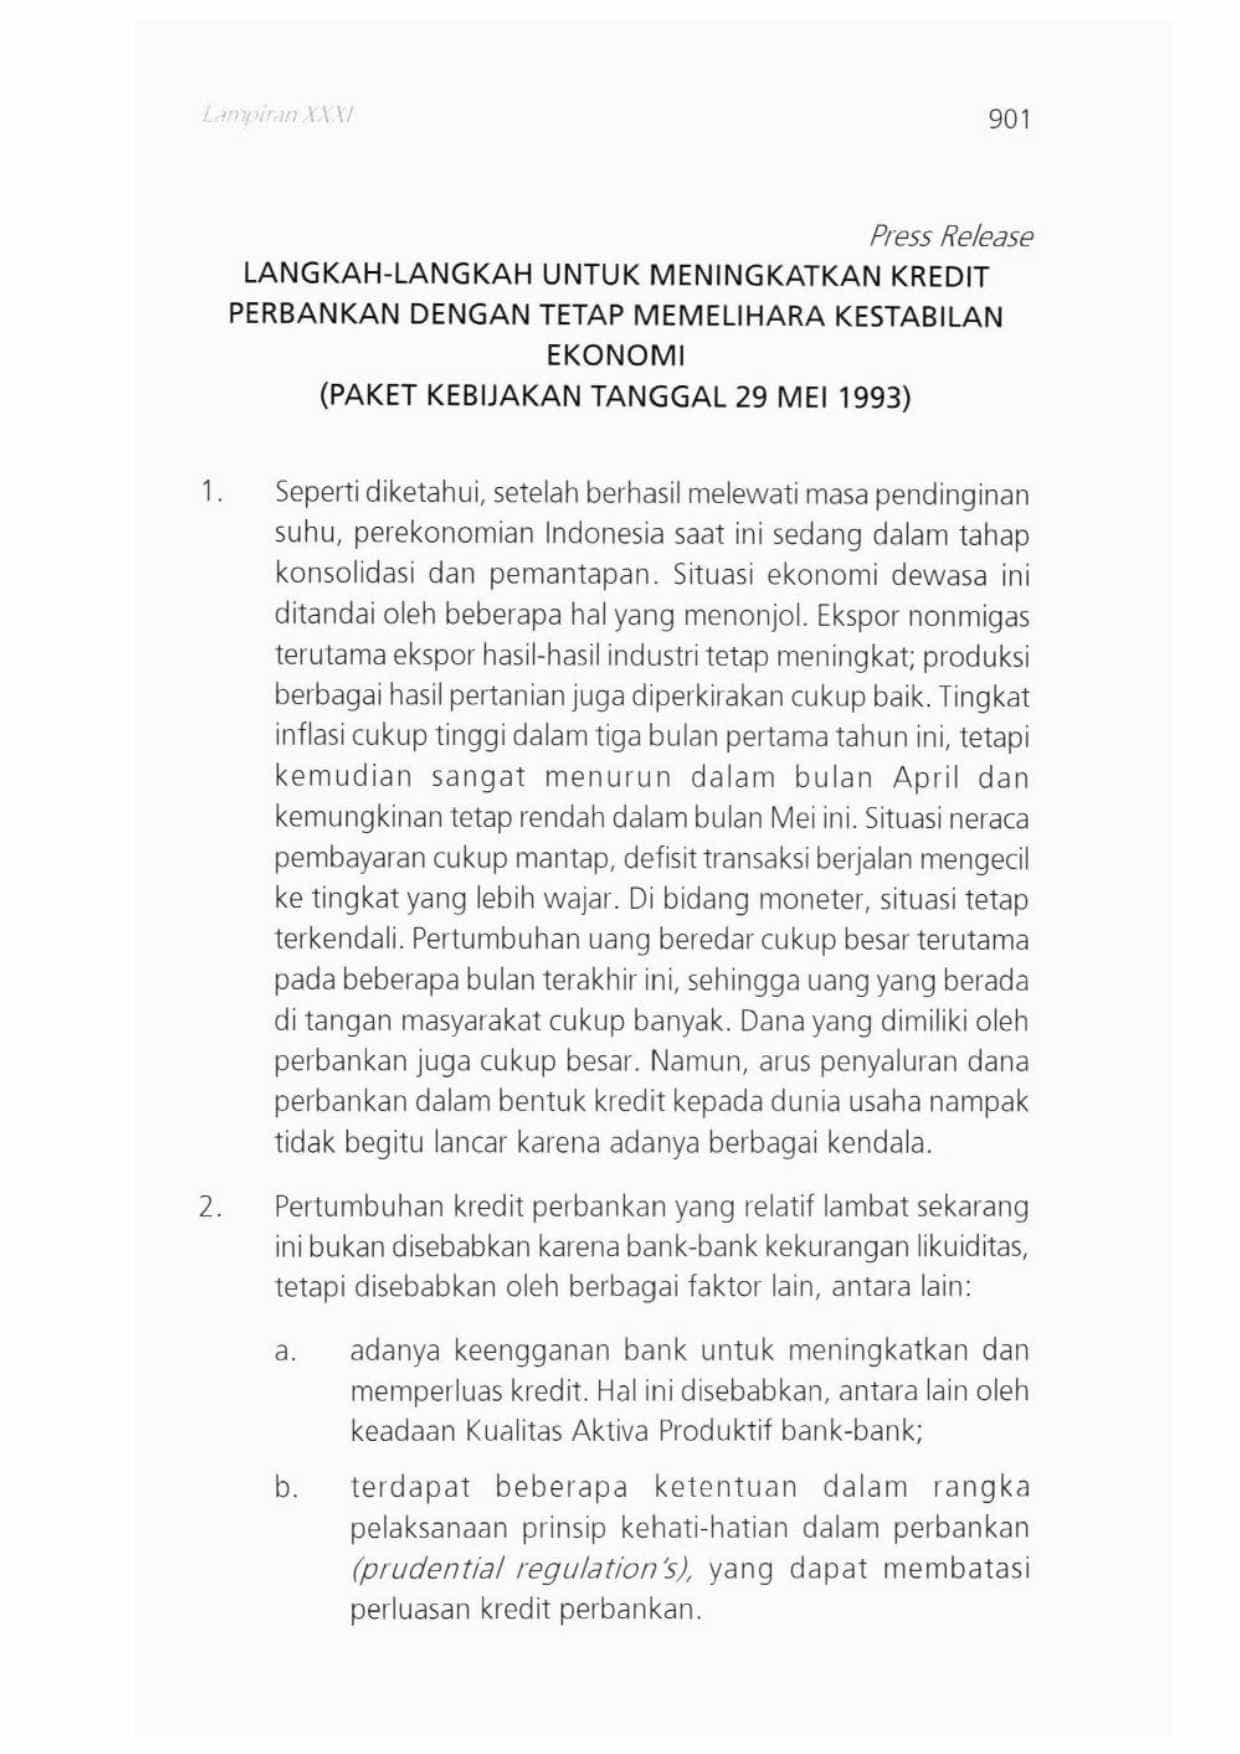 Lampiran XXXI
901
Press Release
LANGKAH-LANGKAH UNTUK MENINGKATKAN KREDIT
PERBANKAN DENGAN TETAP MEMELIHARA KESTABILAN
EKONOMI
(PAKET KEBIJAKAN TANGGAL 29 MEI 1993)
1. Seperti diketahui, setelah berhasil melewati masa pendinginan
suhu, perekonomian Indonesia saat ini sedang dalam tahap
konsolidasi dan pemantapan. Situasi ekonomi dewasa ini
ditandai oleh beberapa hal yang menonjol. Ekspor nonmigas
terutama ekspor hasil-hasil industri tetap meningkat; produksi
berbagai hasil pertanian juga diperkirakan cukup baik. Tingkat
inflasi cukup tinggi dalam tiga bulan pertama tahun ini, tetapi
kemudian sangat menurun dalam bulan April dan
kemungkinan tetap rendah dalam bulan Mei ini. Situasi neraca
pembayaran cukup mantap, defisit transaksi berjalan mengecil
ke tingkat yang lebih wajar. Di bidang moneter, situasi tetap
terkendali. Pertumbuhan uang beredar cukup besar terutama
pada beberapa bulan terakhir ini, sehingga uang yang berada
di tangan masyarakat cukup banyak. Dana yang dimiliki oleh
perbankan juga cukup besar. Namun, arus penyaluran dana
perbankan dalam bentuk kredit kepada dunia usaha nampak
tidak begitu lancar karena adanya berbagai kendala.
2. Pertumbuhan kredit perbankan yang relatif lambat sekarang
ini bukan disebabkan karena bank-bank kekurangan likuiditas,
tetapi disebabkan oleh berbagai faktor lain, antara lain:
a. adanya keengganan bank untuk meningkatkan dan
memperluas kredit. Hal ini disebabkan, antara lain oleh
keadaan Kualitas Aktiva Produktif bank-bank;
b. terdapat beberapa ketentuan dalam rangka
pelaksanaan prinsip kehati-hatian dalam perbankan
(prudential regulation's), yang dapat membatasi
perluasan kredit perbankan.